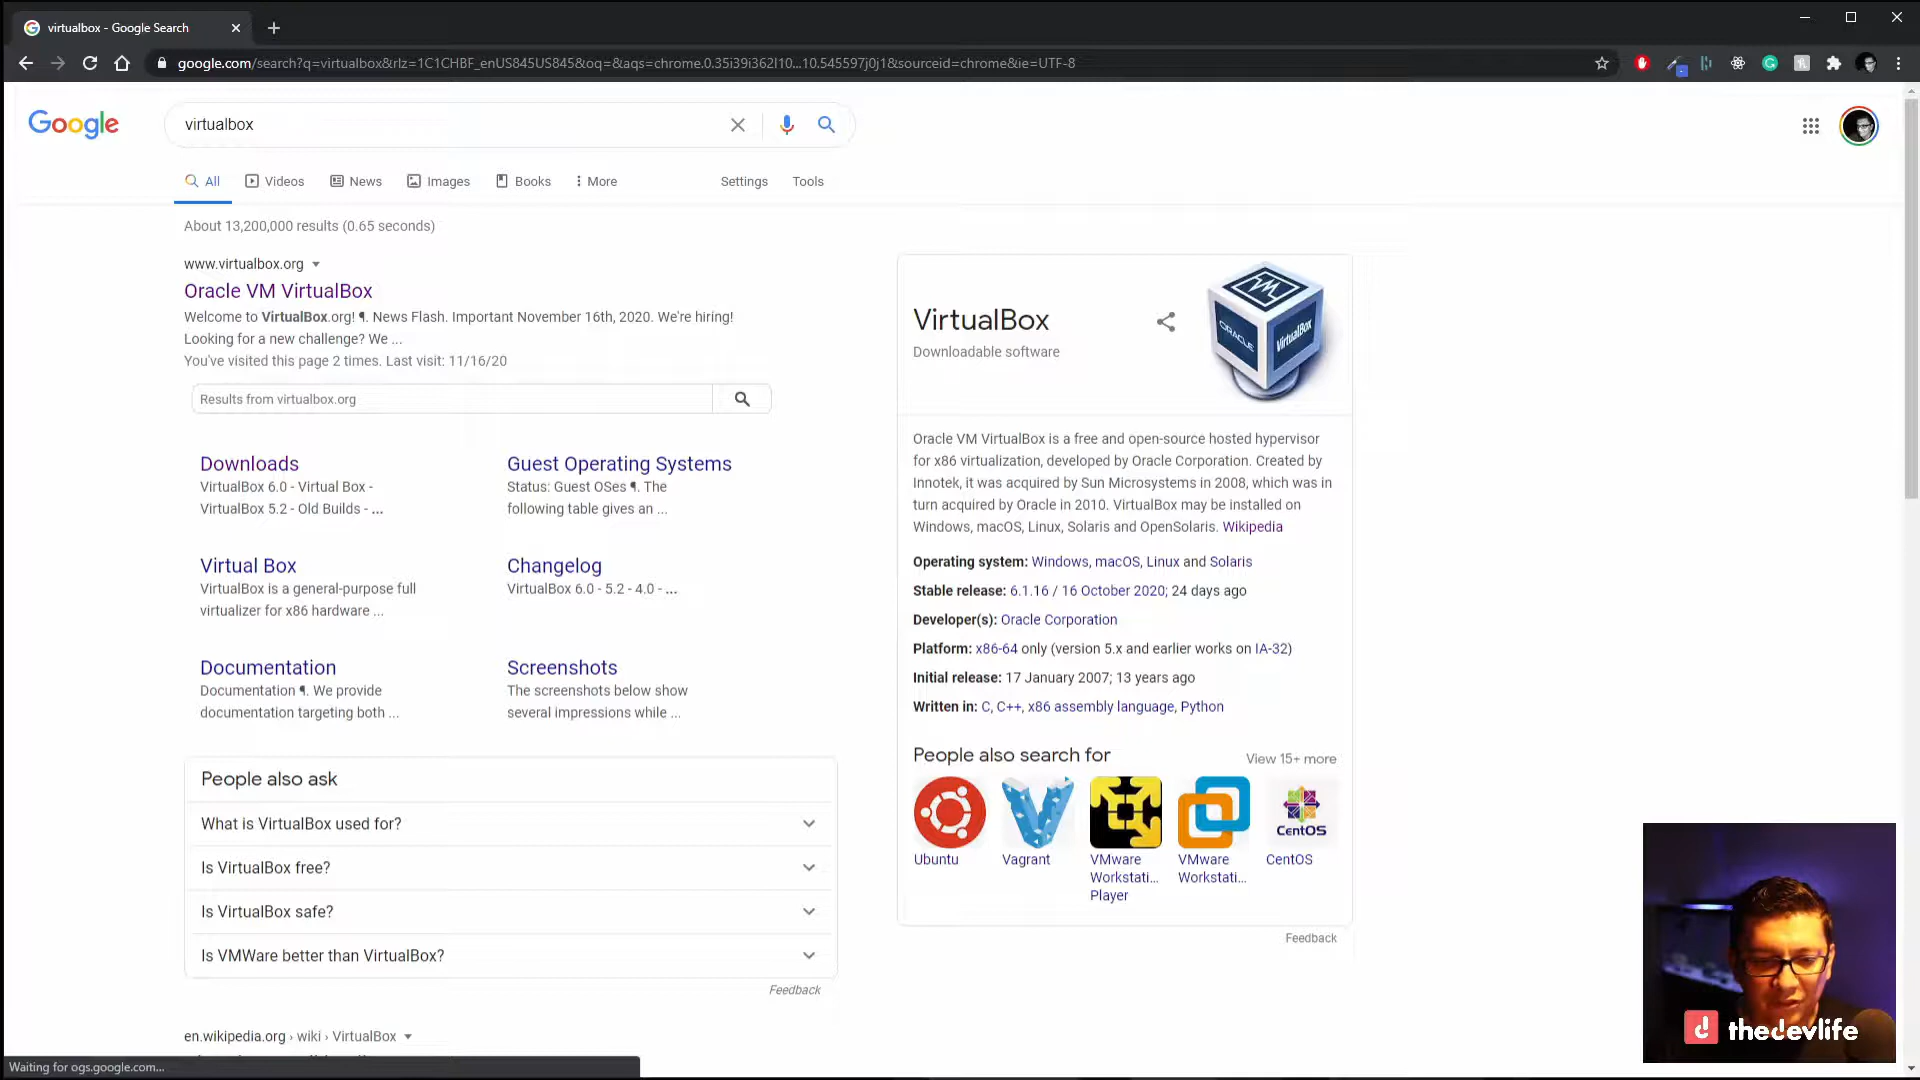 virtualbox - Google Search
google.com/search?q=virtualbox&rlz=1C1CHBF_enUS845US845&oq=&aqs=chrome.0.35i39i362l10...10.545597j0j1&sourceid=chrome&ie=UTF-8
Google
virtualbox
All
Videos
News
Images
Books
More
Settings
Tools
About 13,200,000 results (0.65 seconds)
www.virtualbox.org
Oracle VM VirtualBox
Welcome to VirtualBox.org! ¶. News Flash. Important November 16th, 2020. We're hiring!
Looking for a new challenge? We ...
You've visited this page 2 times. Last visit: 11/16/20
Results from virtualbox.org
Downloads
VirtualBox 6.0 - Virtual Box -
VirtualBox 5.2 - Old Builds - ...
Guest Operating Systems
Status: Guest OSes ¶. The
following table gives an ...
Virtual Box
VirtualBox is a general-purpose full
virtualizer for x86 hardware ...
Changelog
VirtualBox 6.0 - 5.2 - 4.0 - ...
Documentation
Documentation ¶. We provide
documentation targeting both ...
Screenshots
The screenshots below show
several impressions while ...
People also ask
What is VirtualBox used for?
Is VirtualBox free?
Is VirtualBox safe?
Is VMWare better than VirtualBox?
Feedback
en.wikipedia.org › wiki › VirtualBox
Waiting for ogs.google.com...
VirtualBox
Downloadable software
ORACLE
VirtualBox
Oracle VM VirtualBox is a free and open-source hosted hypervisor
for x86 virtualization, developed by Oracle Corporation. Created by
Innotek, it was acquired by Sun Microsystems in 2008, which was in
turn acquired by Oracle in 2010. VirtualBox may be installed on
Windows, macOS, Linux, Solaris and OpenSolaris. Wikipedia
Operating system: Windows, macOS, Linux and Solaris
Stable release: 6.1.16 / 16 October 2020; 24 days ago
Developer(s): Oracle Corporation
Platform: x86-64 only (version 5.x and earlier works on IA-32)
Initial release: 17 January 2007; 13 years ago
Written in: C, C++, x86 assembly language, Python
People also search for
View 15+ more
CentOS
Ubuntu
Vagrant
VMware
Workstati...
Player
VMware
Workstati...
CentOS
Feedback
thedevlife